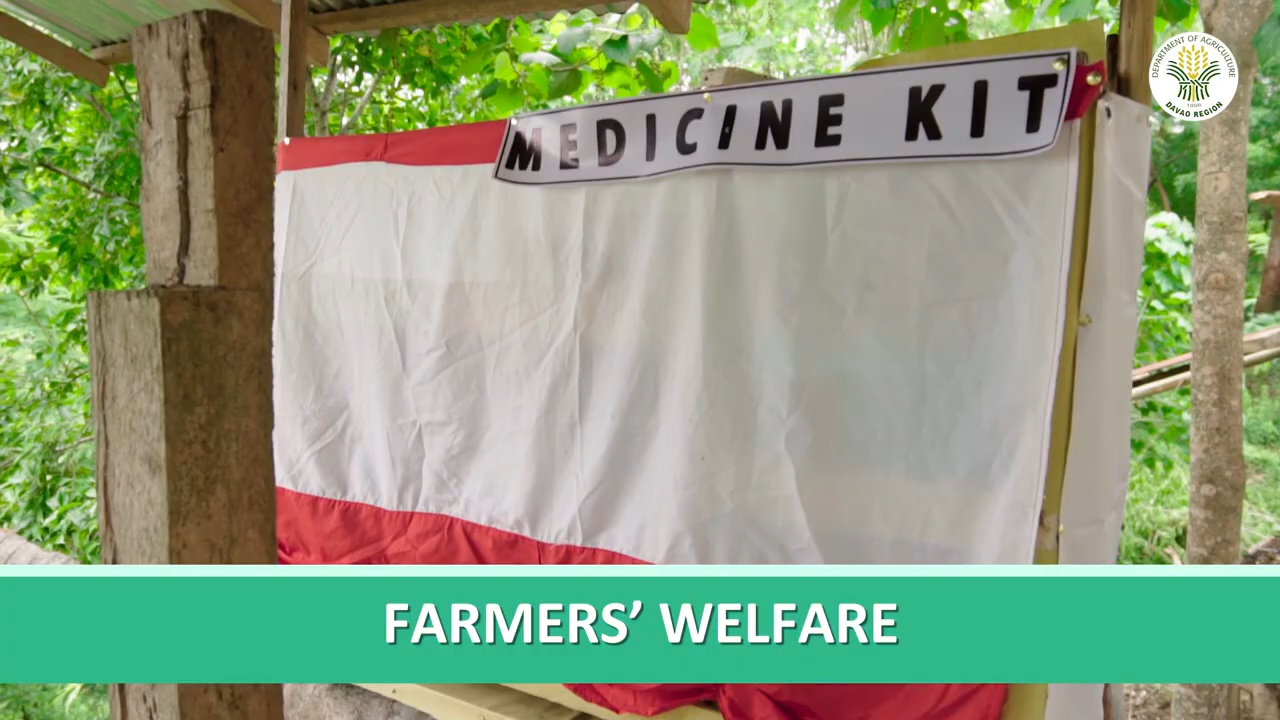 MEDICINE KIT
DEPARTMENT OF AGRICULTURE
DAVAO REGION
FARMERS’ WELFARE